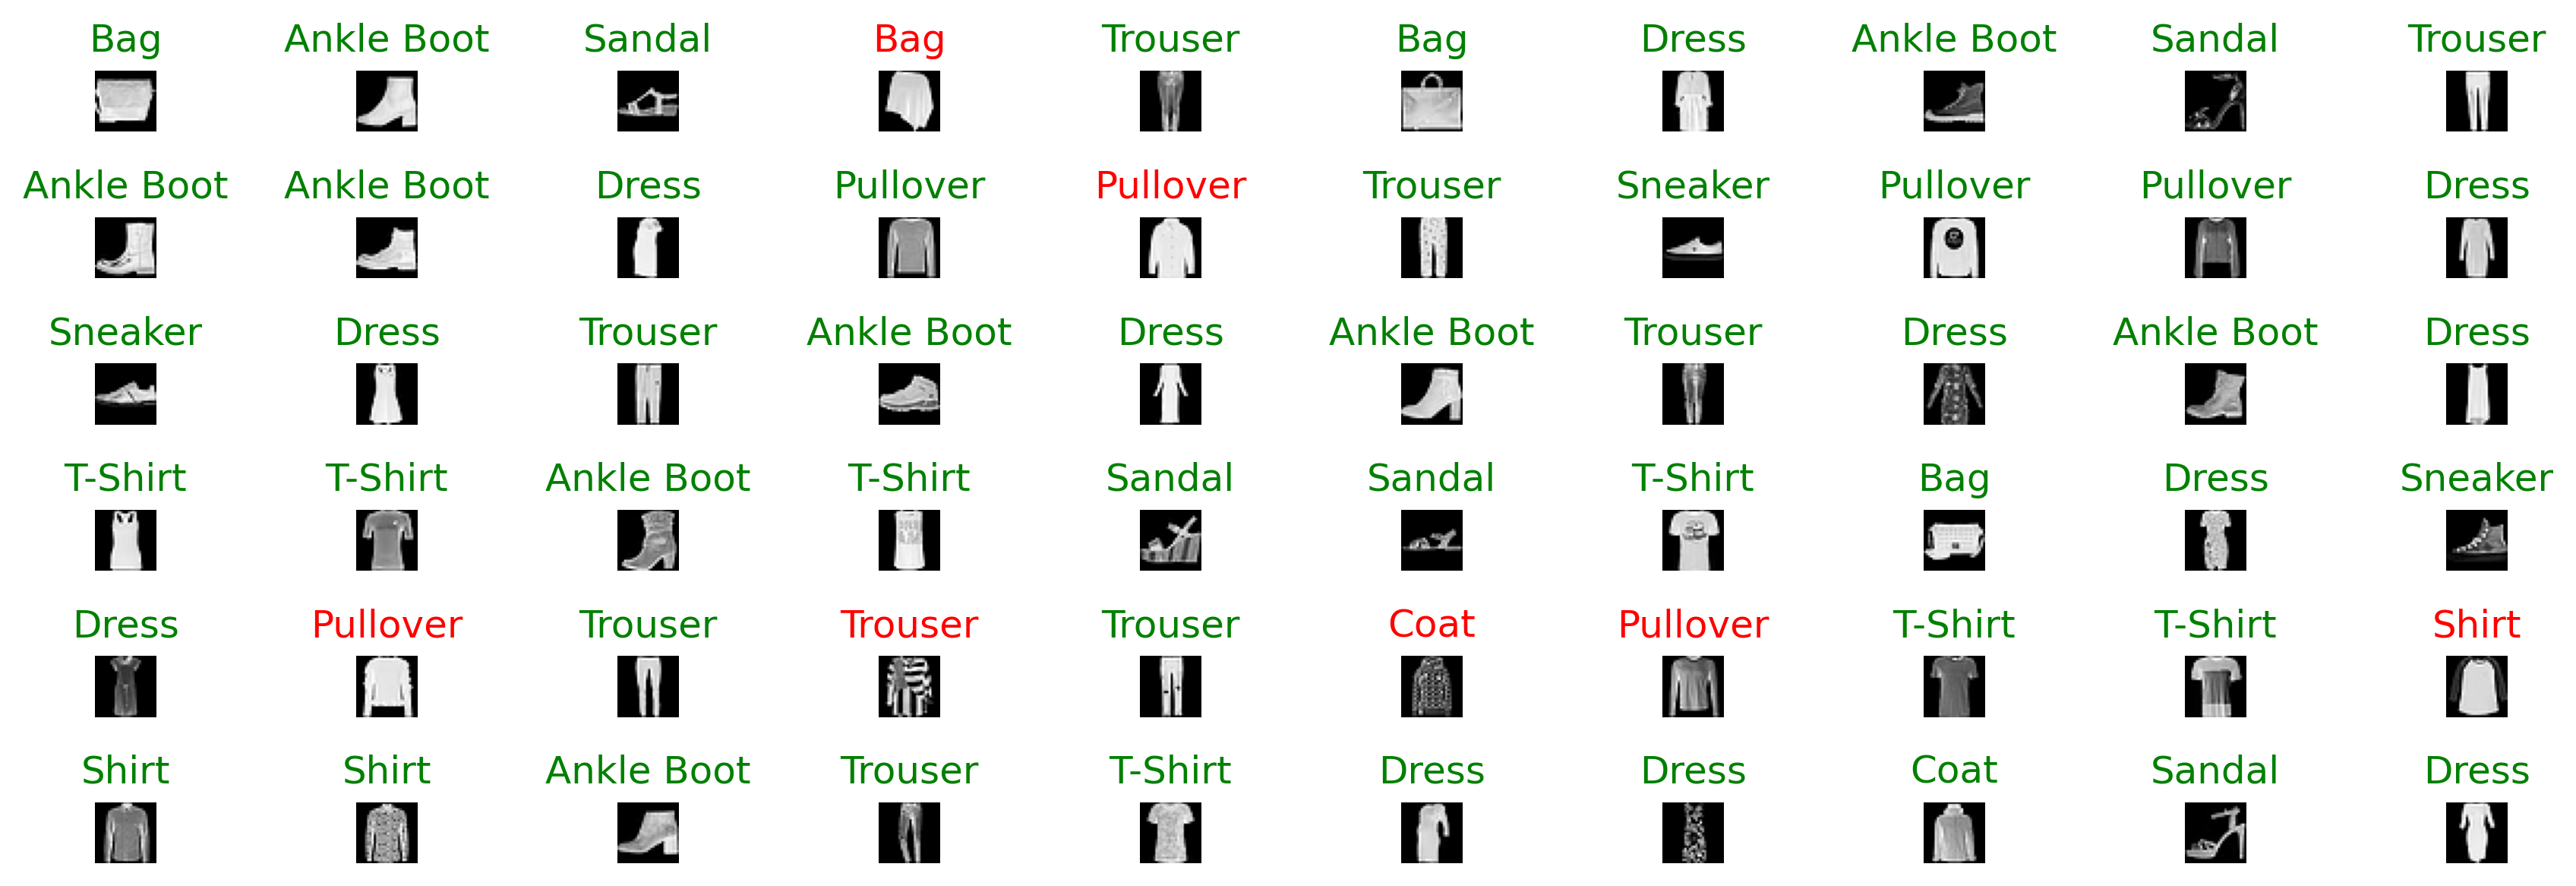 Bag Ankle Boot Sandal Bag Trouser Bag Dress Ankle Boot Sandal Trouser
Ankle Boot Ankle Boot Dress Pullover Pullover Trouser Sneaker Pullover Pullover Dress
Sneaker Dress Trouser Ankle Boot Dress Ankle Boot Trouser Dress Ankle Boot Dress
T-Shirt T-Shirt Ankle Boot T-Shirt Sandal Sandal T-Shirt Bag Dress Sneaker
Dress Pullover Trouser Trouser Trouser Coat Pullover T-Shirt T-Shirt Shirt
Shirt Shirt Ankle Boot Trouser T-Shirt Dress Dress Coat Sandal Dress